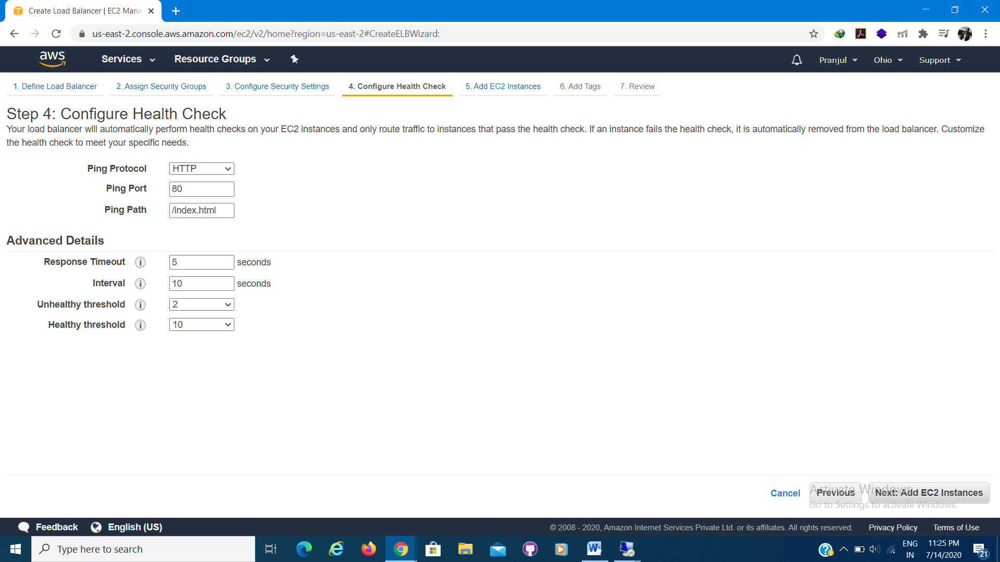 Create Load Balancer | EC2 Mana
us-east-2.console.aws.amazon.com/ec2/v2/home?region=us-east-2#CreateELBWizard:
aws Services Resource Groups Pranjul Ohio Support
1. Define Load Balancer 2. Assign Security Groups 3. Configure Security Settings 4. Configure Health Check 5. Add EC2 Instances 6. Add Tags 7. Review
Step 4: Configure Health Check
Your load balancer will automatically perform health checks on your EC2 instances and only route traffic to instances that pass the health check. If an instance fails the health check, it is automatically removed from the load balancer. Customize
the health check to meet your specific needs.
Ping Protocol HTTP
Ping Port 80
Ping Path /index.html
Advanced Details
Response Timeout i 5 seconds
Interval i 10 seconds
Unhealthy threshold i 2
Healthy threshold i 10
Activate Windows
Cancel Previous Next: Add EC2 Instances
Go to Settings to activate Windows.
Feedback English (US) © 2008 - 2020, Amazon Internet Services Private Ltd. or its affiliates. All rights reserved. Privacy Policy Terms of Use
Type here to search
ENG 11:25 PM
IN 7/14/2020 21